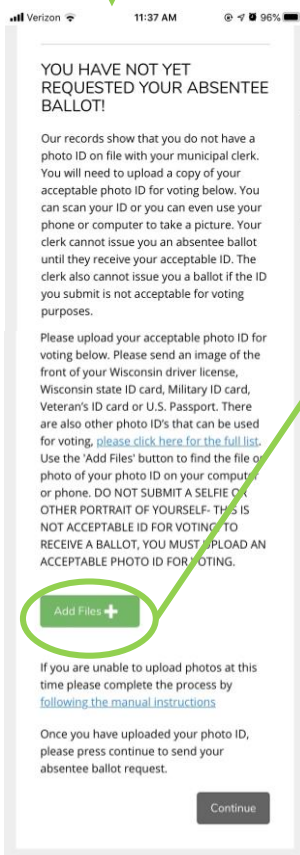 Verizon 11:37 AM 96%
YOU HAVE NOT YET
REQUESTED YOUR ABSENTEE
BALLOT!
Our records show that you do not have a
photo ID on file with your municipal clerk.
You will need to upload a copy of your
acceptable photo ID for voting below. You
can scan your ID or you can even use your
phone or computer to take a picture. Your
clerk cannot issue you an absentee ballot
until they receive your acceptable ID. The
clerk also cannot issue you a ballot if the ID
you submit is not acceptable for voting
purposes.
Please upload your acceptable photo ID for
voting below. Please send an image of the
front of your Wisconsin driver license,
Wisconsin state ID card, Military ID card,
Veteran's ID card or U.S. Passport. There
are also other photo ID's that can be used
for voting, please click here for the full list.
Use the 'Add Files' button to find the file or
photo of your photo ID on your computer
or phone. DO NOT SUBMIT A SELFIE OR
OTHER PORTRAIT OF YOURSELF- THIS IS
NOT ACCEPTABLE ID FOR VOTING. TO
RECEIVE A BALLOT, YOU MUST UPLOAD AN
ACCEPTABLE PHOTO ID FOR VOTING.
Add Files +
If you are unable to upload photos at this
time please complete the process by
following the manual instructions
Once you have uploaded your photo ID,
please press continue to send your
absentee ballot request.
Continue